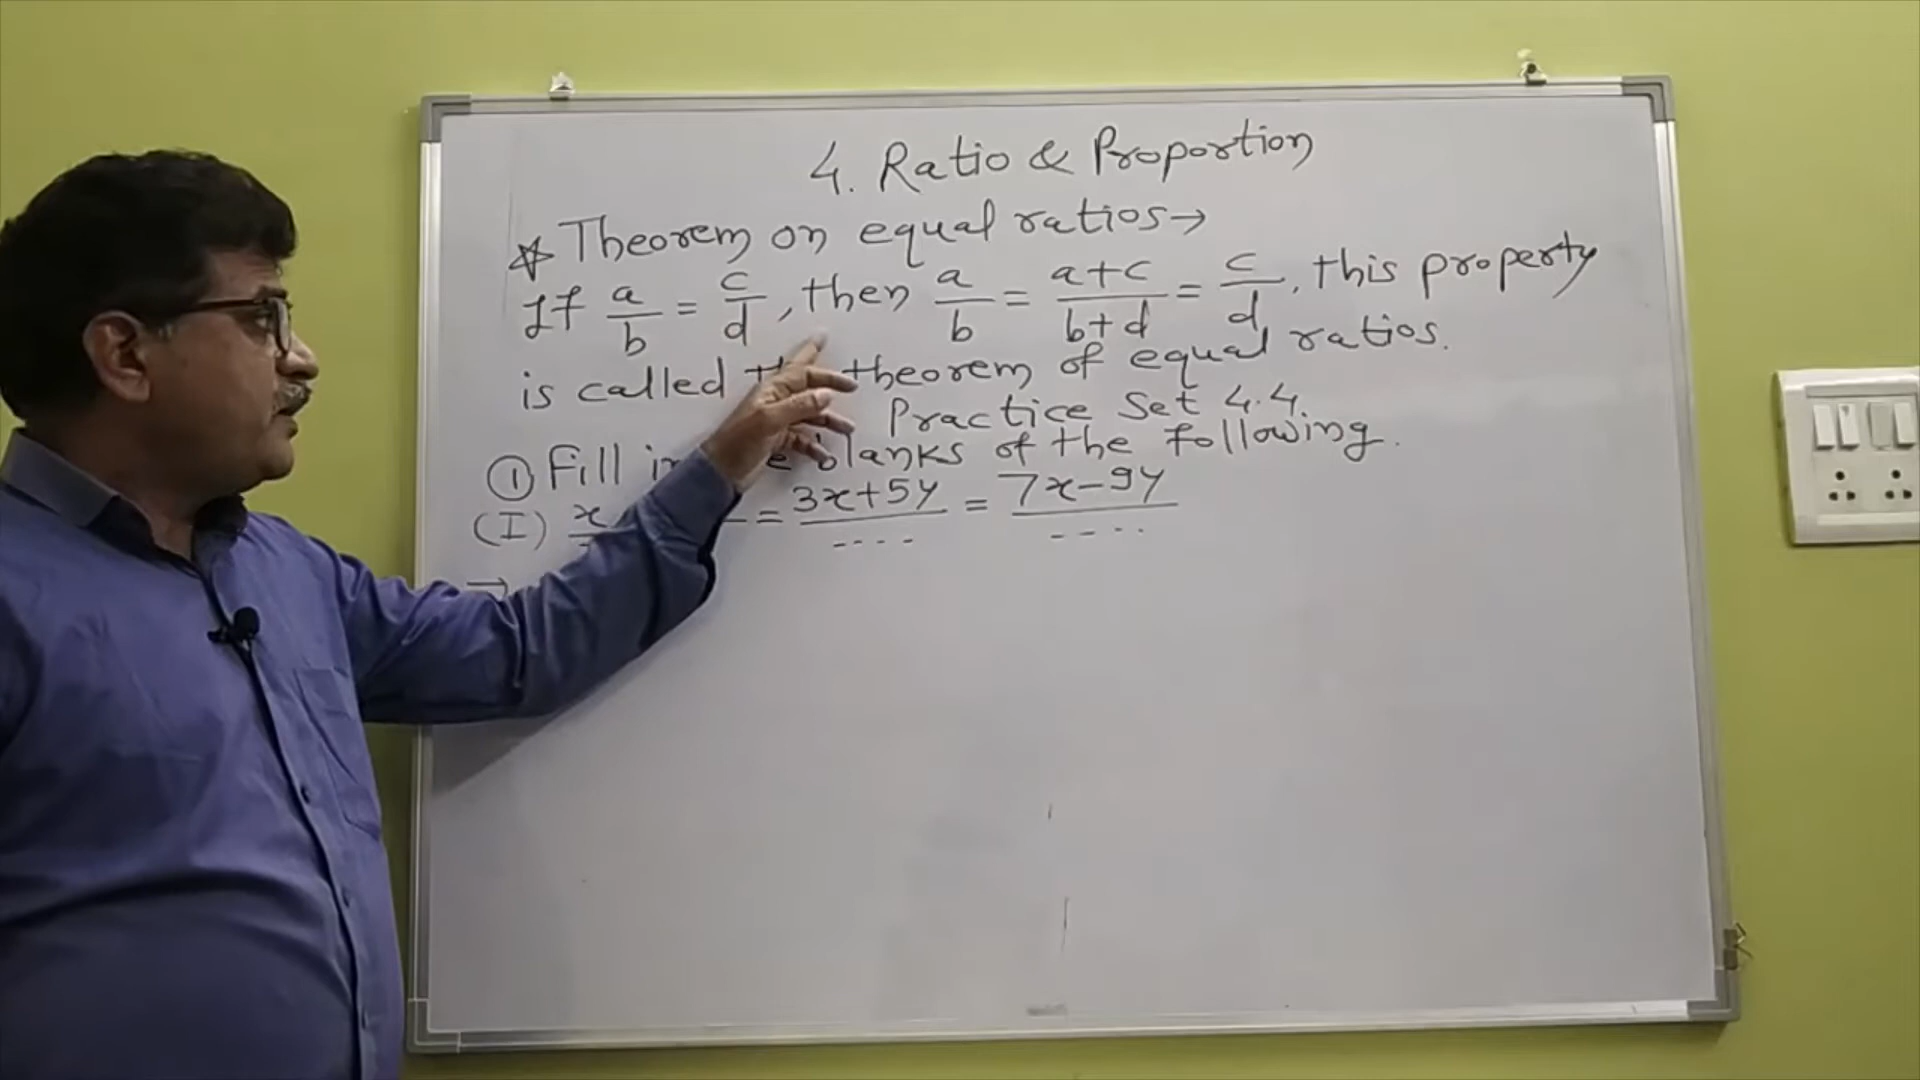 4. Ratio & Proportion
☆ Theorem on equal ratios→
If a/b = c/d, then a/b = a+c/b+d = c/d, this property
is called theorem of equal ratios.
Practice Set 4.4
① Fill blanks of the following.
(I) x = 3x+5y/.... = 7x-9y/....
→